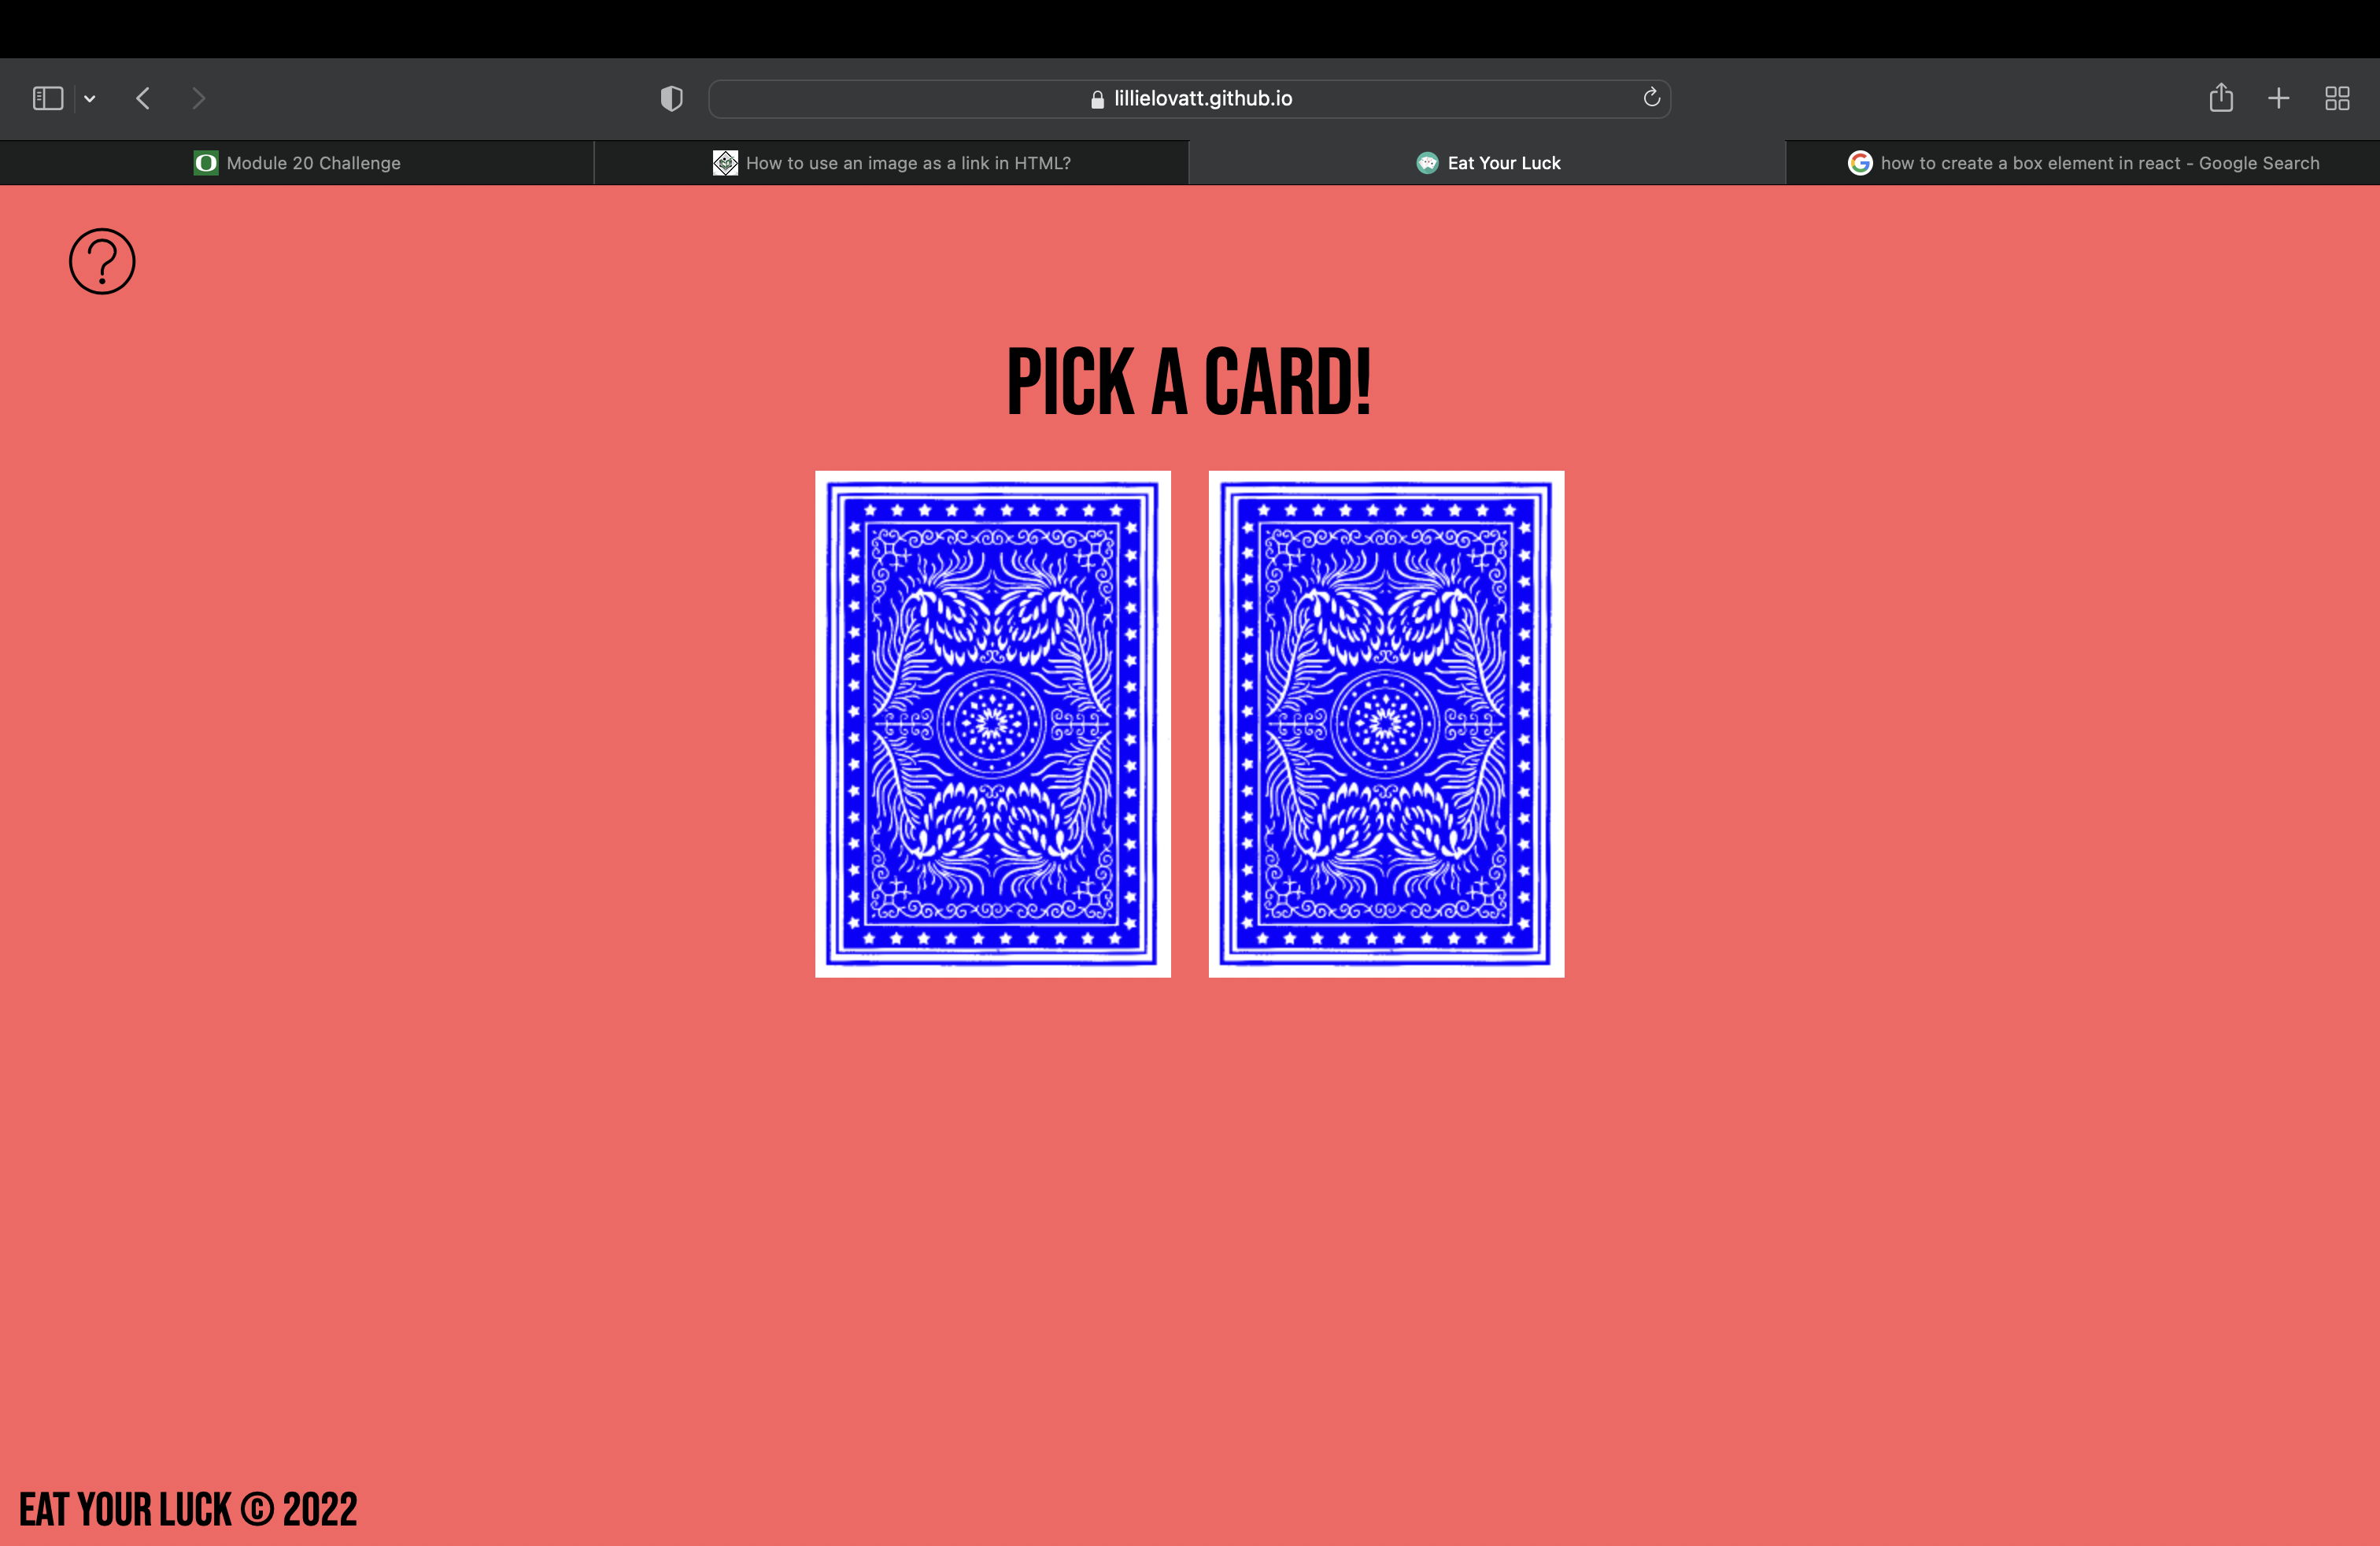 lillielovatt.github.io
Module 20 Challenge
How to use an image as a link in HTML?
Eat Your Luck
how to create a box element in react - Google Search
?
PICK A CARD!
EAT YOUR LUCK © 2022